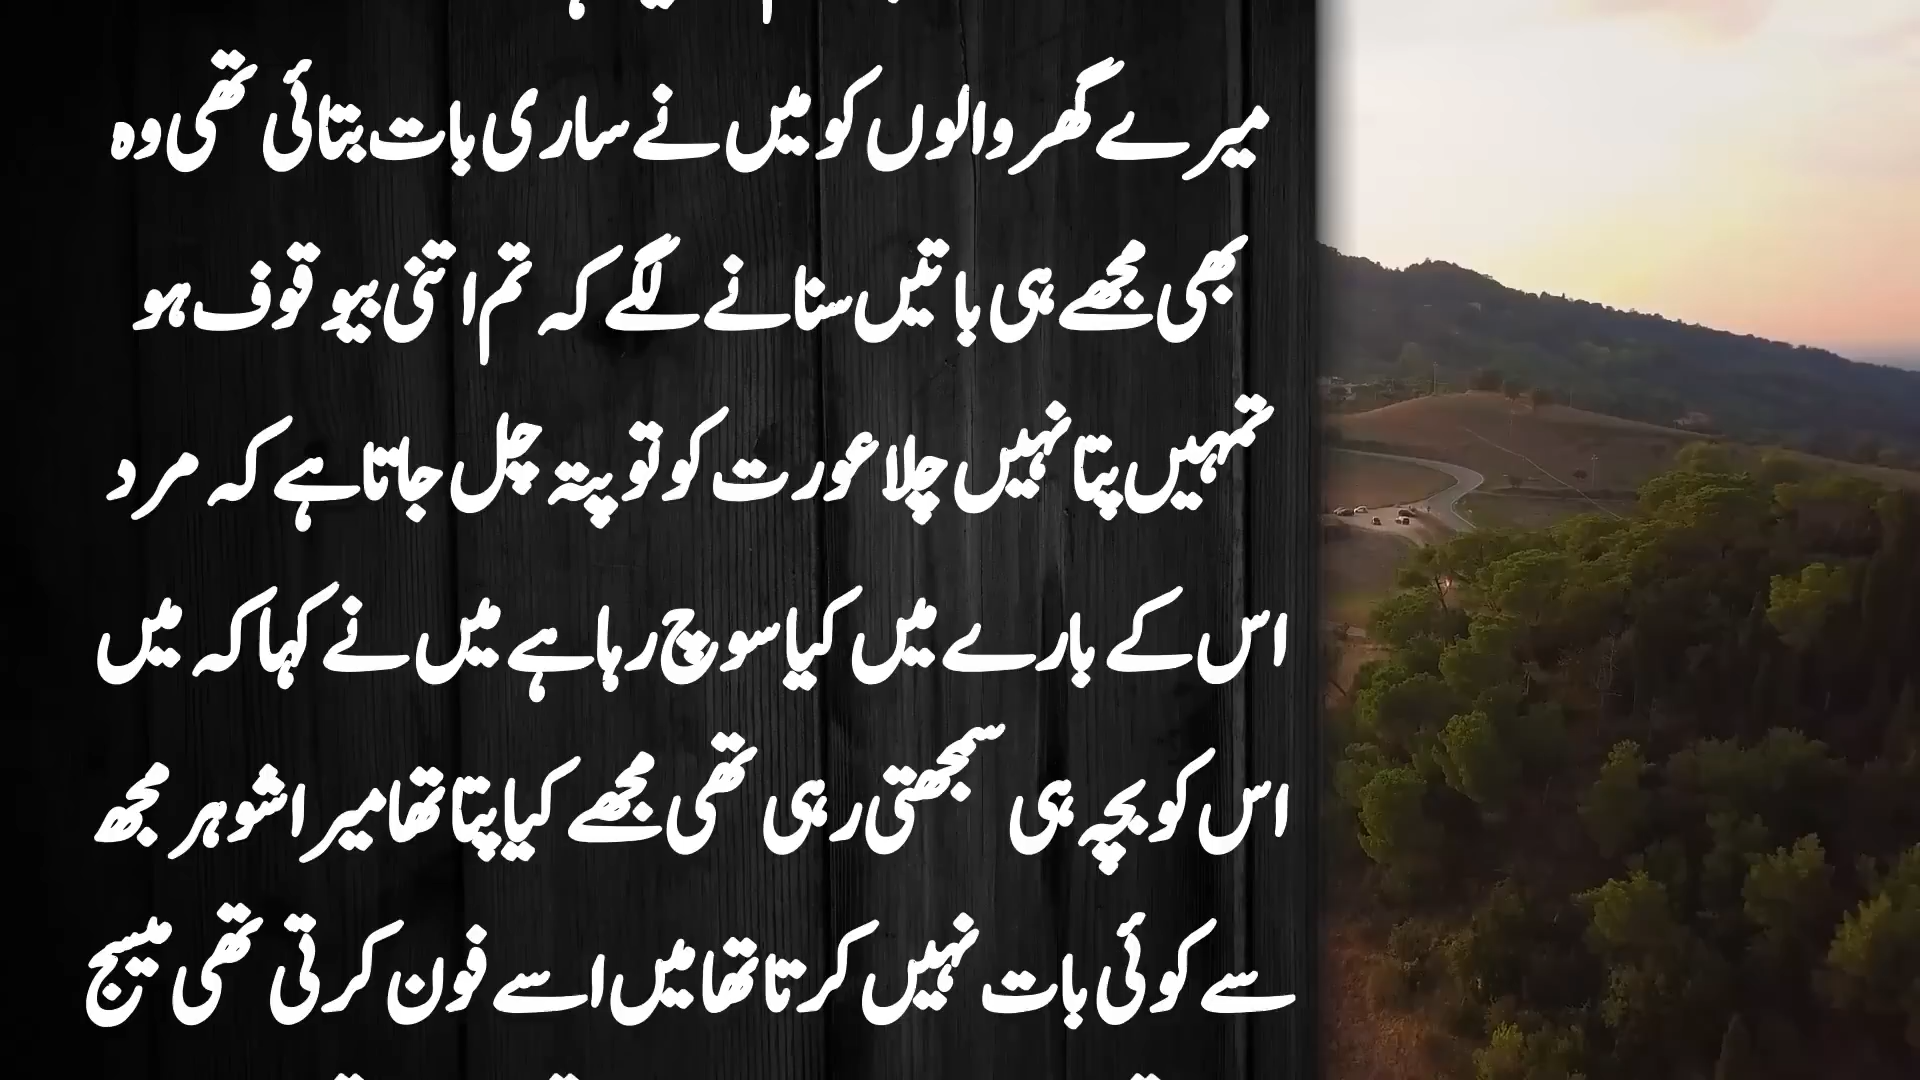 میرے گھر والوں کو میں نے ساری بات بتائی تھی وہ
بھی مجھے ہی باتیں سنانے لگے کہ تم اتنی بیوقوف ہو
تمہیں پتا نہیں چلا عورت کو تو پتہ چل جاتا ہے کہ مرد
اس کے بارے میں کیا سوچ رہا ہے میں نے کہا کہ میں
اس کو بچہ ہی سمجھتی رہی تھی مجھے کیا پتا تھا میرا شوہر مجھ
سے کوئی بات نہیں کرتا تھا میں اسے فون کرتی تھی میسج